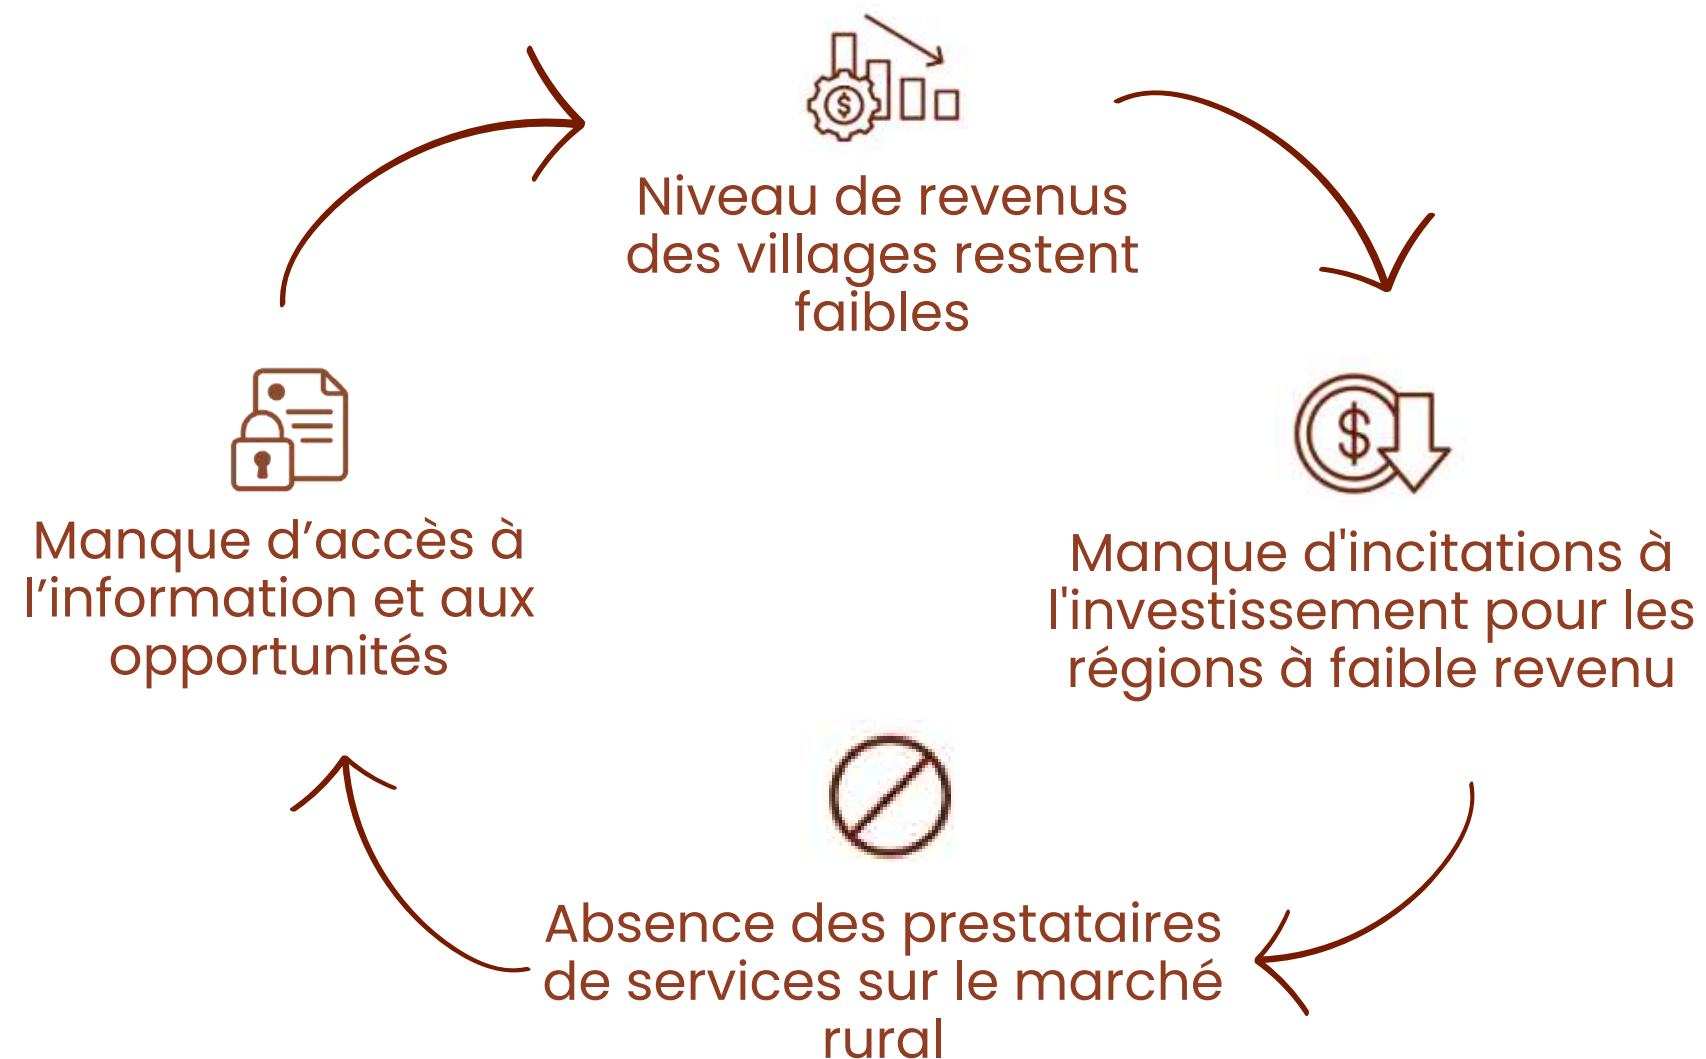 Niveau de revenus
des villages restent
faibles
Manque d'incitations à
l'investissement pour les
régions à faible revenu
Absence des prestataires
de services sur le marché
rural
Manque d’accès à
l’information et aux
opportunités